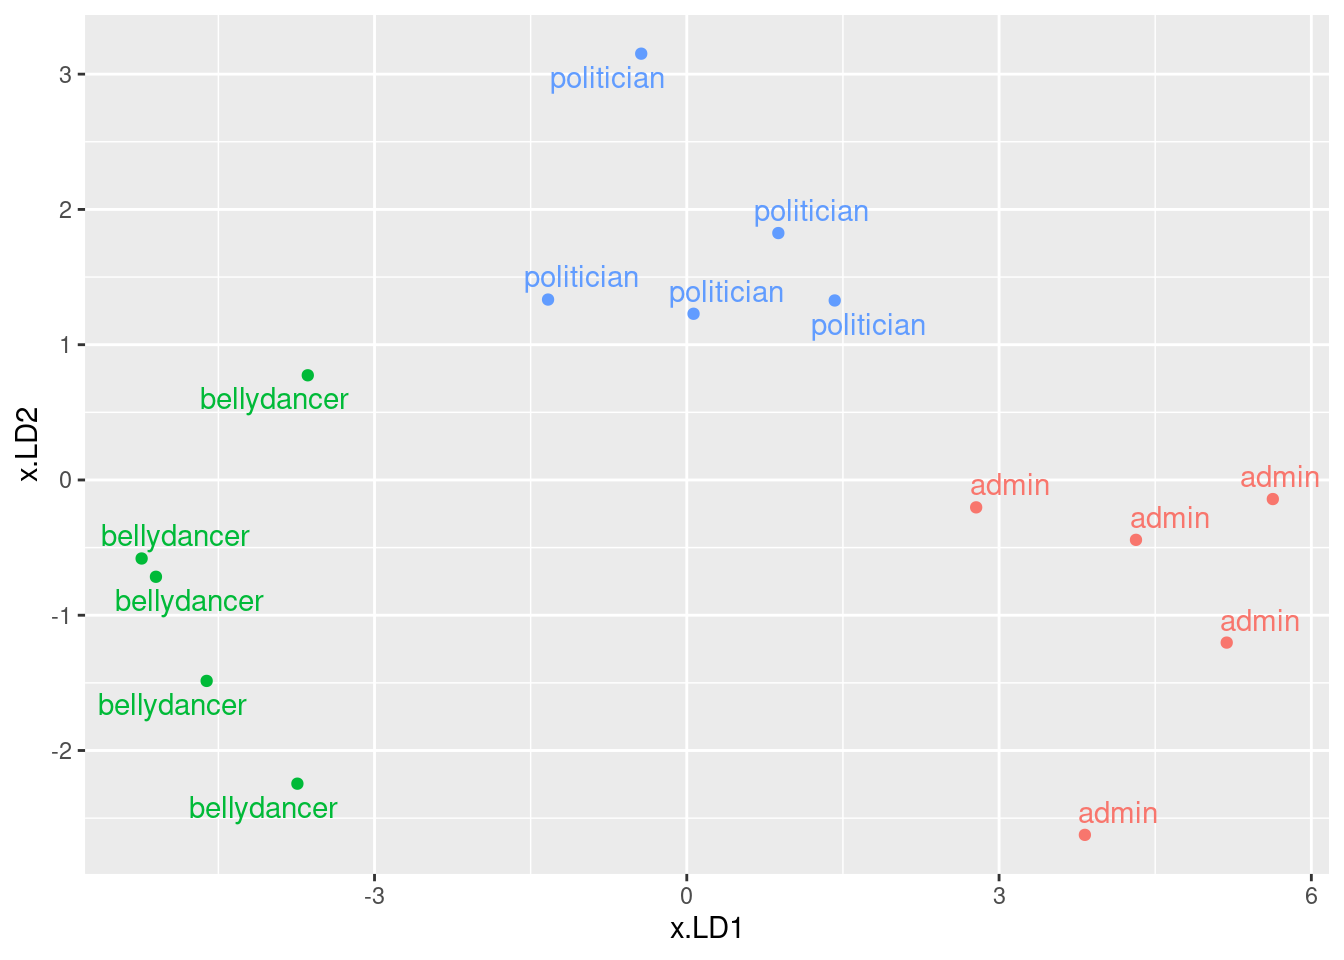 3
politician
2
politician
politician
politician
politician
1
bellydancer
x.LD2
0
admin
admin
admin
bellydancer
bellydancer
-1
admin
bellydancer
-2
bellydancer
admin
-3
0
3
6
x.LD1